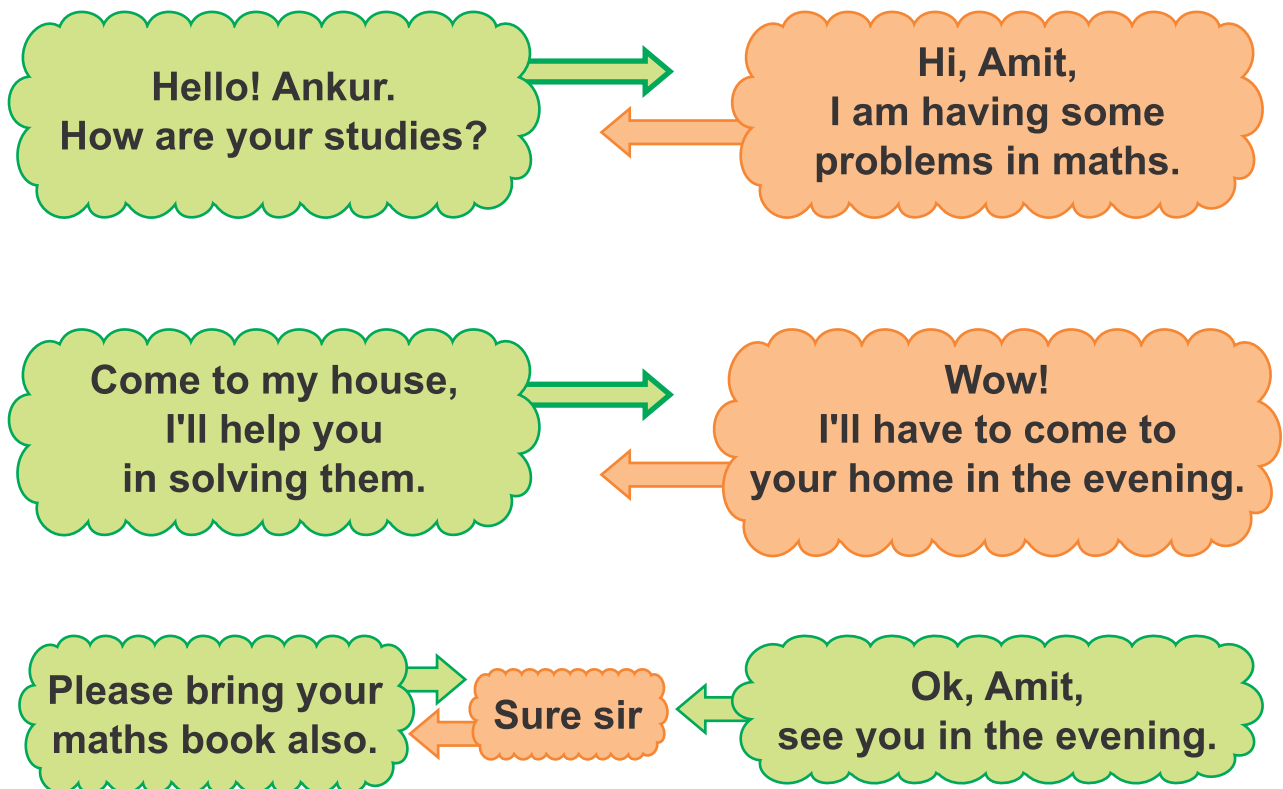 Hello! Ankur.
How are your studies?
Hi, Amit,
I am having some
problems in maths.
Come to my house,
I'll help you
in solving them.
Wow!
I'll have to come to
your home in the evening.
Please bring your
maths book also.
Sure sir
Ok, Amit,
see you in the evening.